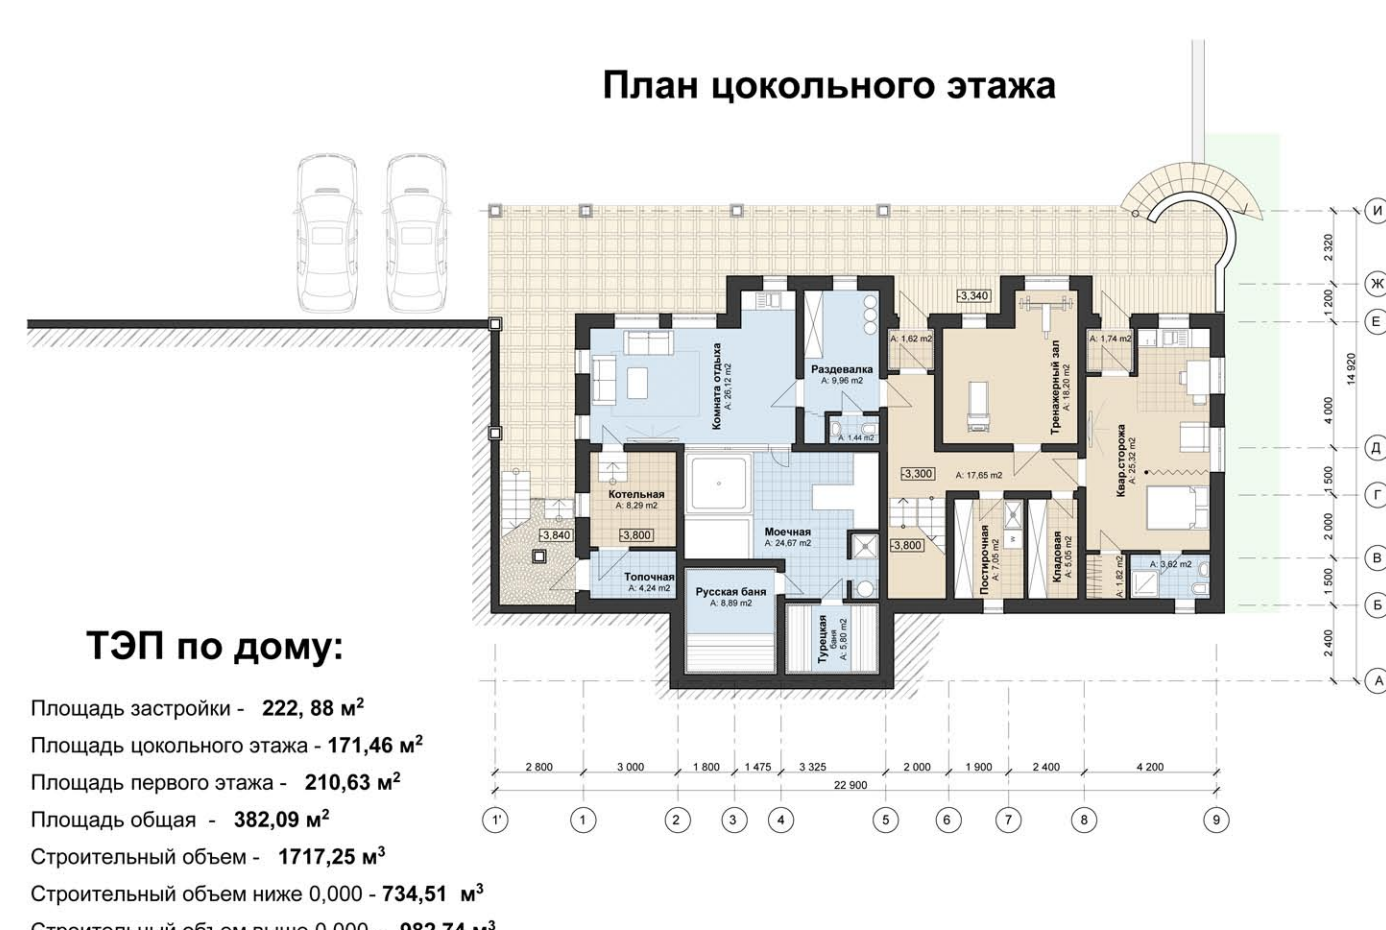 План цокольного этажа
И
2 320
Ж
-3,340
1 200
Е
A: 1,62 m2
A: 1,74 m2
Комната отдыха
A: 26,12 m2
Раздевалка
A: 9,96 m2
Тренажерный зал
A: 18,20 m2
14 920
4 000
A: 1.44 m2
Квар.сторожа
A: 25,32 m2
Д
-3,300
A: 17,65 m2
1 500
Котельная
A: 8,29 m2
Г
-3,840
-3,800
Моечная
A: 24,67 m2
-3,800
Постирочная
A: 7,05 m2
W
Кладовая
A: 5,05 m2
2 000
В
A: 3,62 m2
A: 1,82 m2
Топочная
A: 4,24 m2
Русская баня
A: 8,89 m2
1 500
Б
Турецкая
баня
A: 5,80 m2
2 400
А
ТЭП по дому:
Площадь застройки - 222, 88 м²
Площадь цокольного этажа - 171,46 м²
Площадь первого этажа - 210,63 м²
Площадь общая - 382,09 м²
Строительный объем - 1717,25 м³
Строительный объем ниже 0,000 - 734,51 м³
Строительный объем выше 0,000 - 982,74 м³
2 800 3 000 1 800 1 475 3 325 2 000 1 900 2 400 4 200
22 900
1' 1 2 3 4 5 6 7 8 9